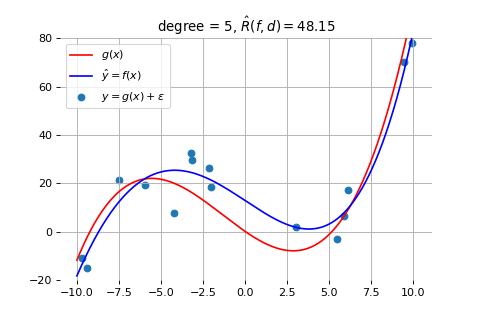 degree = 5, R̂(f, d) = 48.15
g(x)
ŷ = f(x)
y = g(x) + ε
80
60
40
20
0
−20
−10.0 −7.5 −5.0 −2.5 0.0 2.5 5.0 7.5 10.0